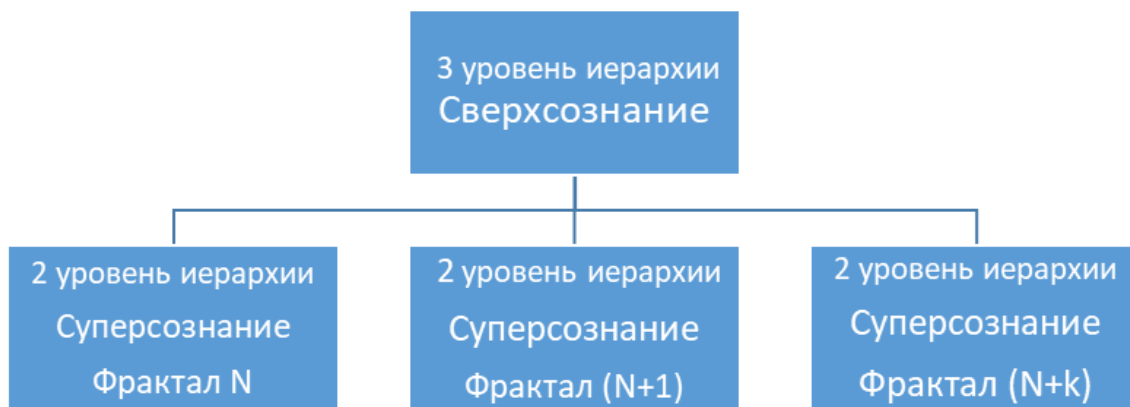 3 уровень иерархии
Сверхсознание
2 уровень иерархии
Суперсознание
Фрактал N
2 уровень иерархии
Суперсознание
Фрактал (N+1)
2 уровень иерархии
Суперсознание
Фрактал (N+k)